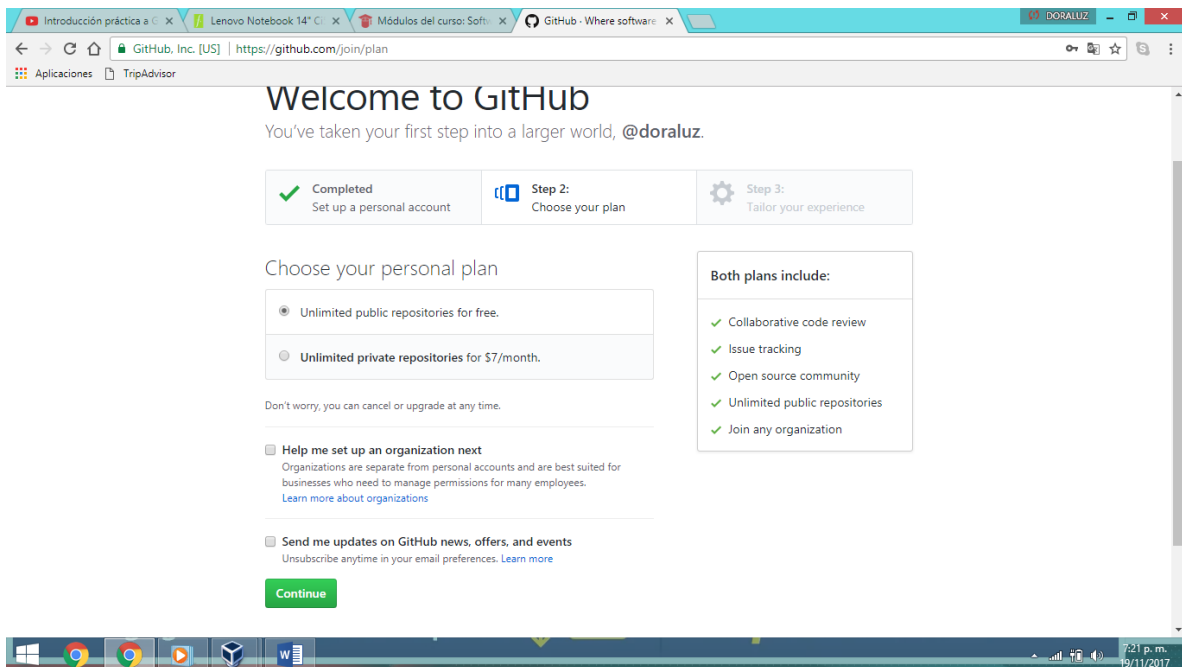 Introducción práctica a G
Lenovo Notebook 14" Ci
Módulos del curso: Soft
GitHub · Where software
DORALUZ
GitHub, Inc. [US] | https://github.com/join/plan
Aplicaciones TripAdvisor
Welcome to GitHub
You've taken your first step into a larger world, @doraluz.
Completed
Set up a personal account
Step 2:
Choose your plan
Step 3:
Tailor your experience
Choose your personal plan
Unlimited public repositories for free.
Unlimited private repositories for $7/month.
Don't worry, you can cancel or upgrade at any time.
Help me set up an organization next
Organizations are separate from personal accounts and are best suited for
businesses who need to manage permissions for many employees.
Learn more about organizations
Send me updates on GitHub news, offers, and events
Unsubscribe anytime in your email preferences. Learn more
Continue
Both plans include:
Collaborative code review
Issue tracking
Open source community
Unlimited public repositories
Join any organization
7:21 p. m.
19/11/2017